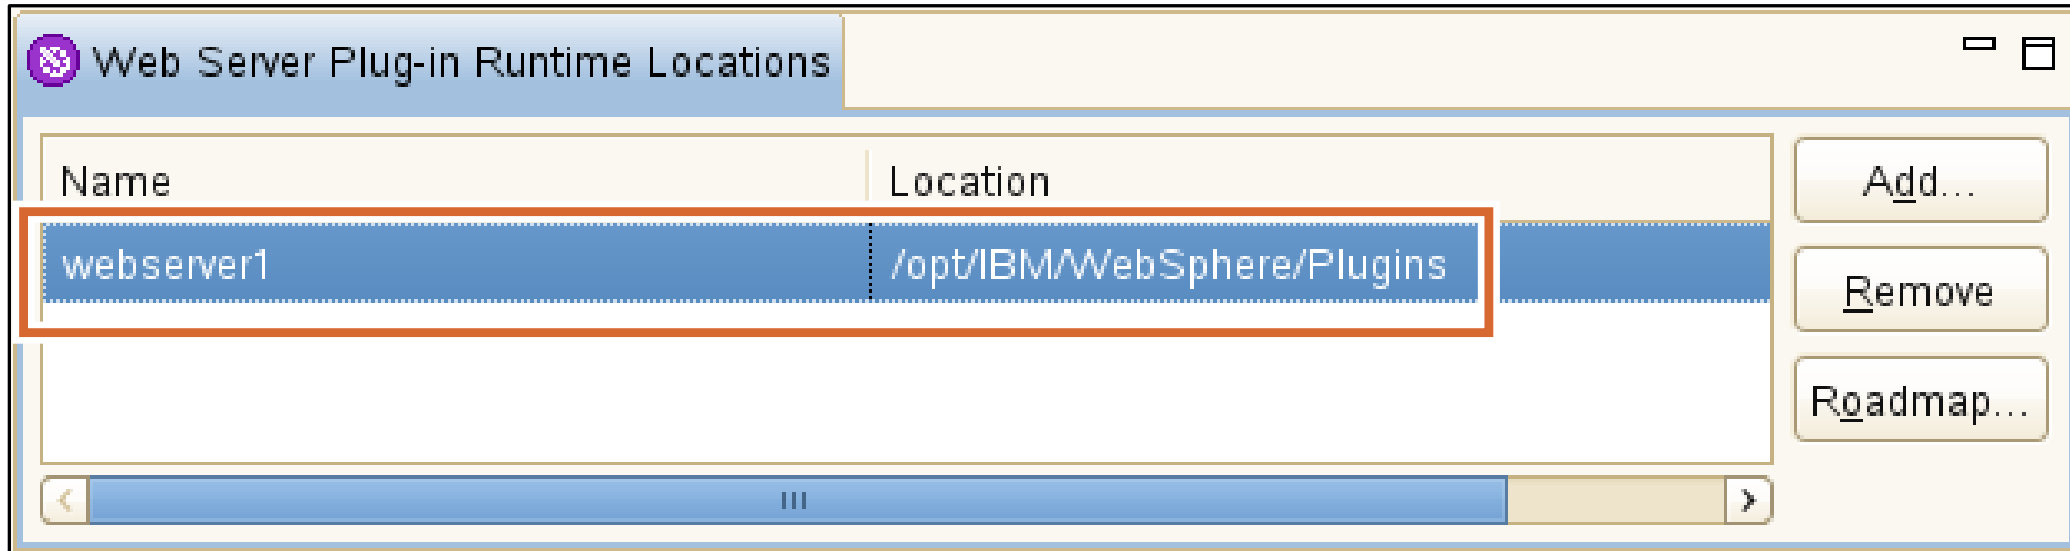 Web Server Plug-in Runtime Locations
Name Location Add...
webserver1 /opt/IBM/WebSphere/Plugins Remove
Roadmap...